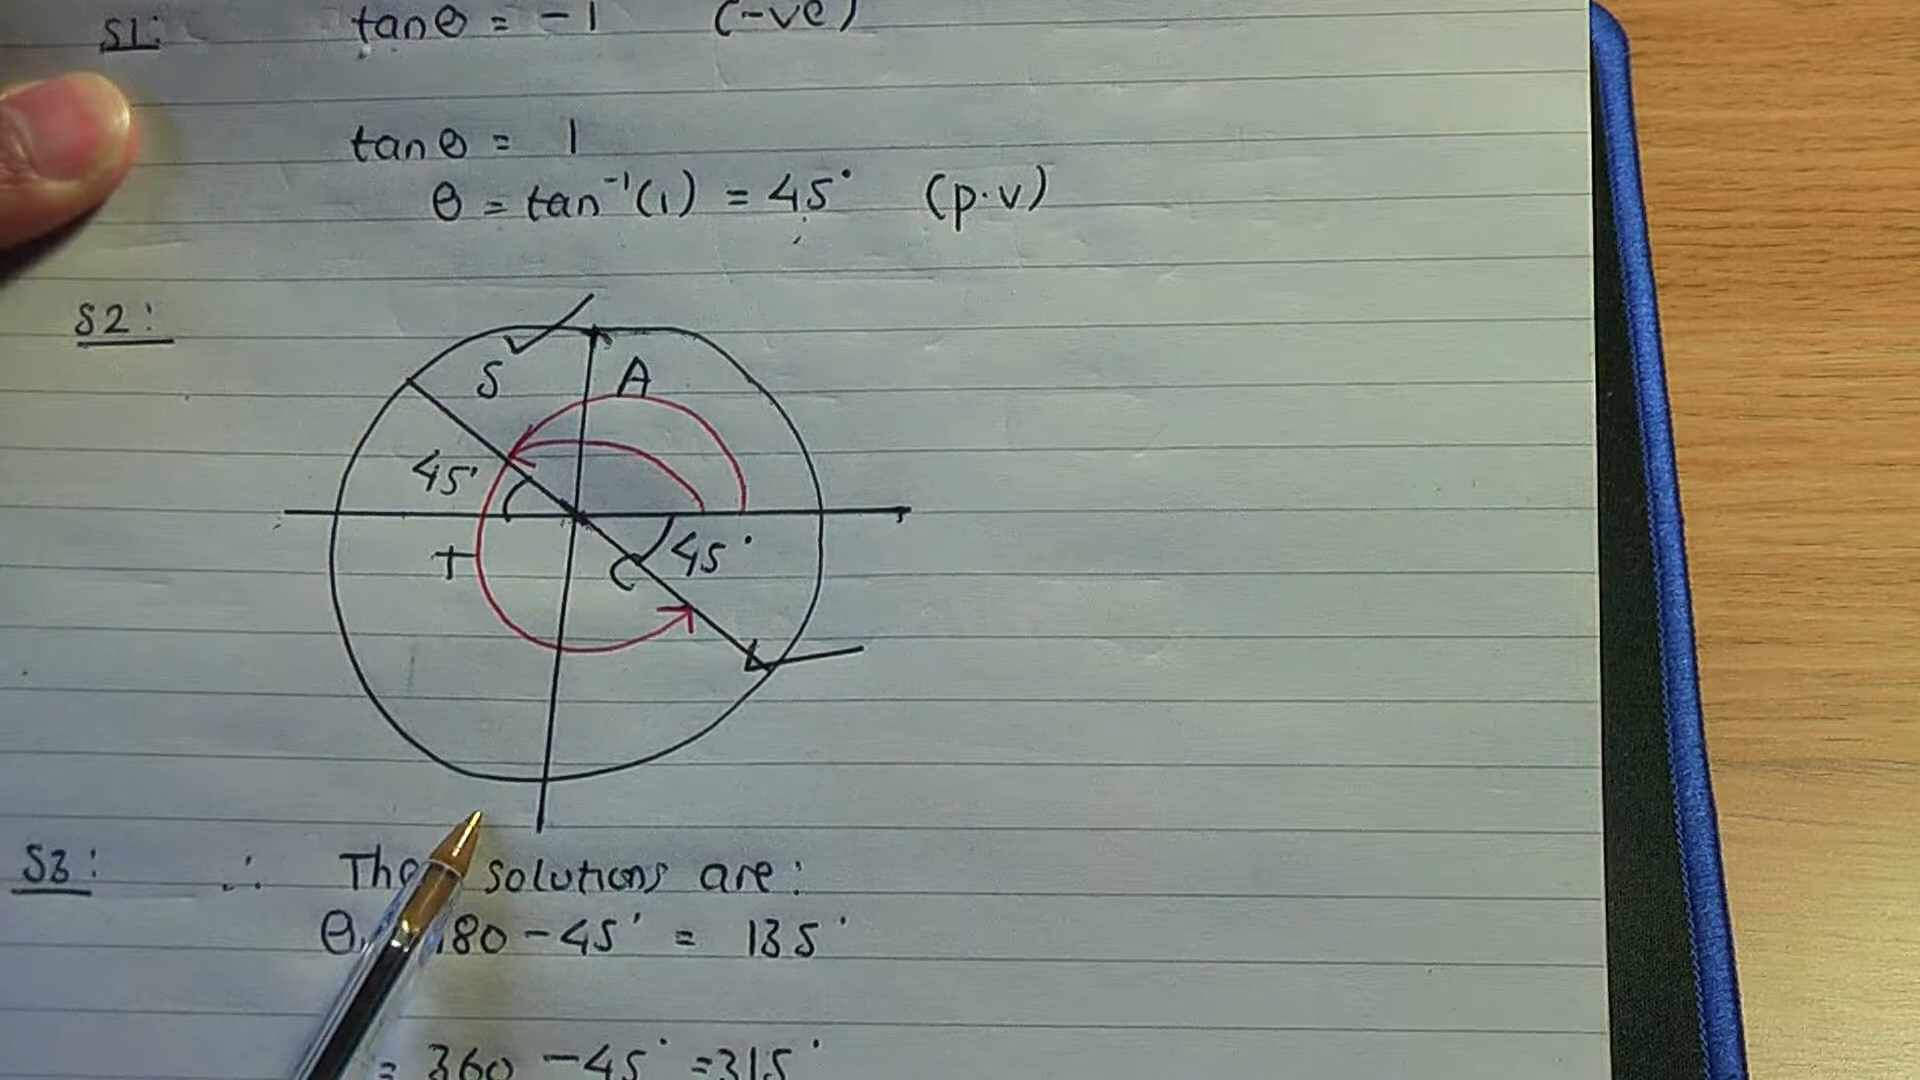 S1: tanθ = -1 (-ve)
tanθ = 1
θ = tan⁻¹(1) = 45° (p.v)
S2:
S A
45°
T 45°
C
S3: ∴ The solutions are:
θ 180 - 45° = 135°
= 360 - 45° = 315°